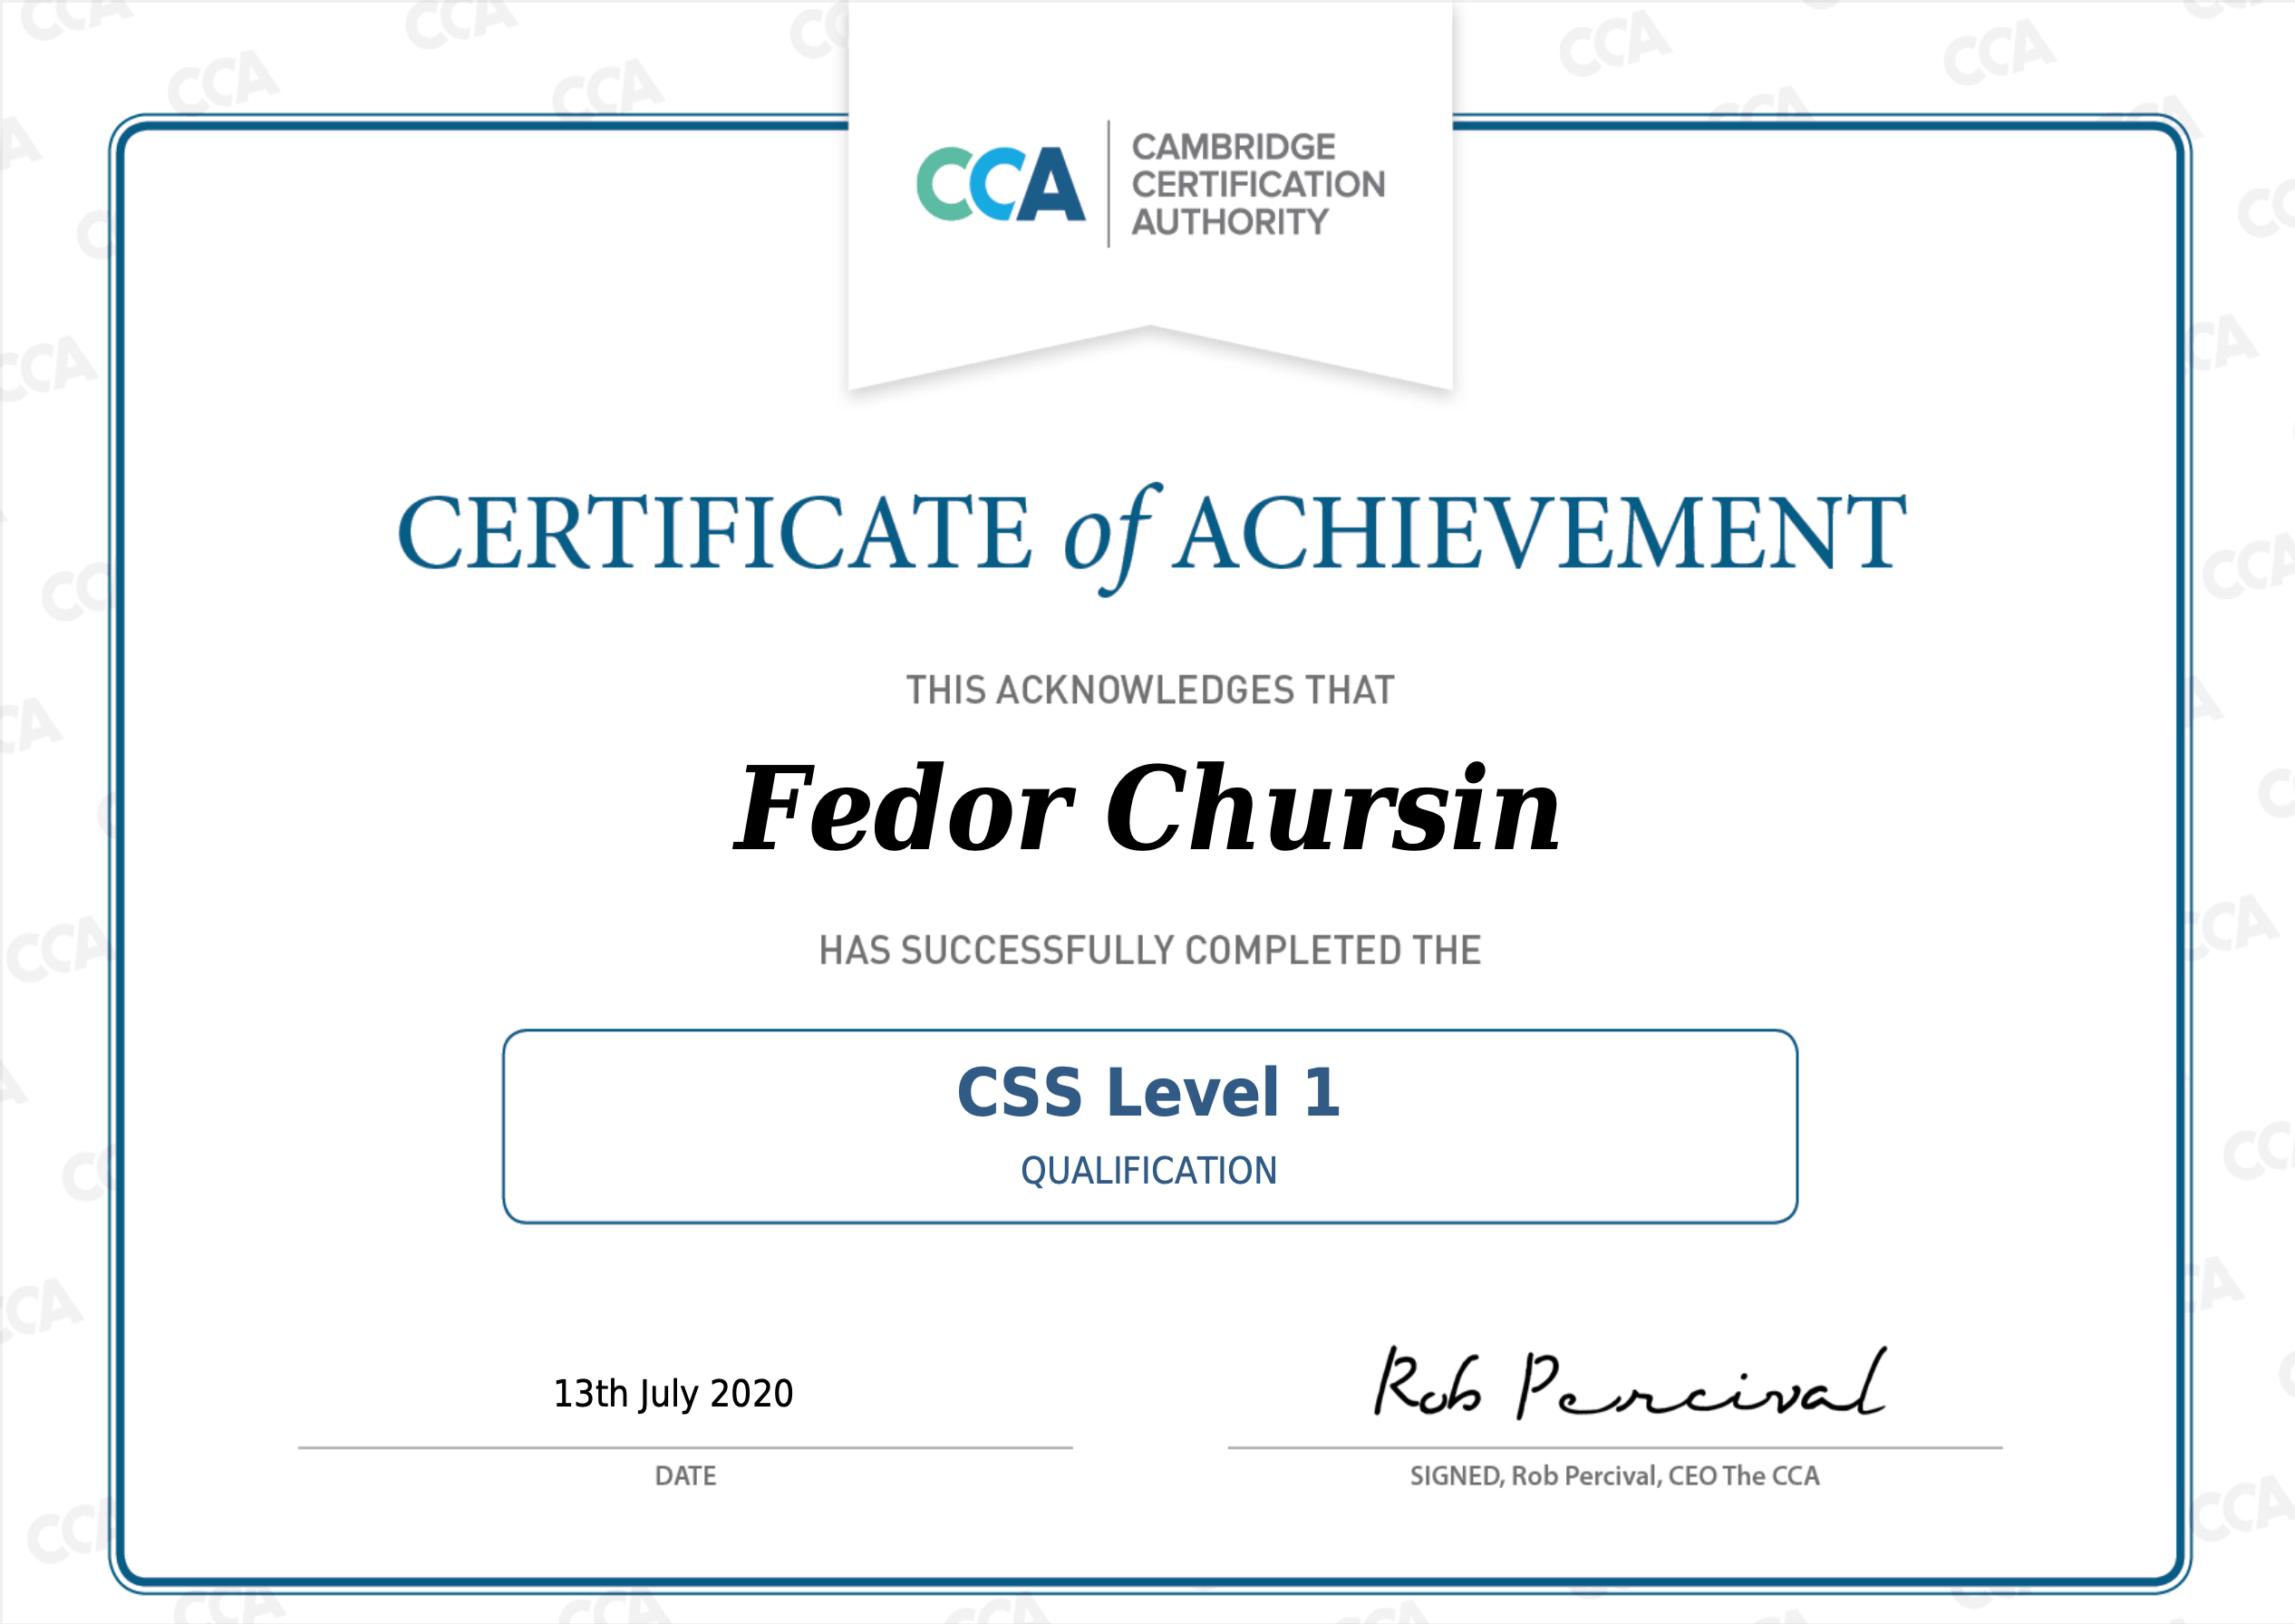 CCA
CAMBRIDGE
CERTIFICATION
AUTHORITY
CERTIFICATE of ACHIEVEMENT
THIS ACKNOWLEDGES THAT
Fedor Chursin
HAS SUCCESSFULLY COMPLETED THE
CSS Level 1
QUALIFICATION
13th July 2020
Rob Percival
DATE
SIGNED, Rob Percival, CEO The CCA